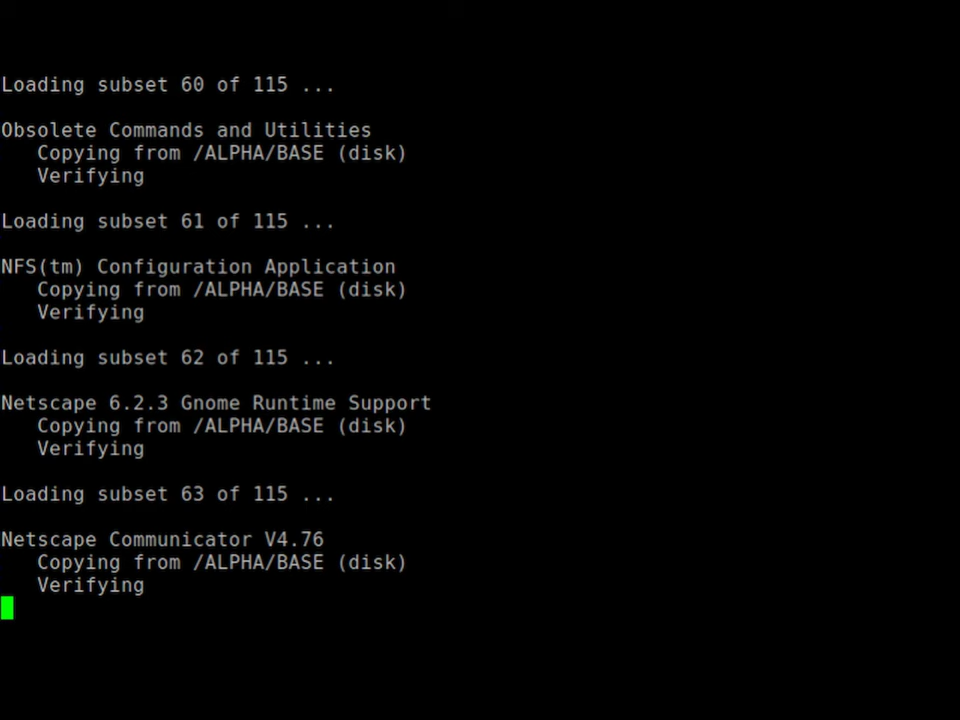 Loading subset 60 of 115 ...
Obsolete Commands and Utilities
Copying from /ALPHA/BASE (disk)
Verifying
Loading subset 61 of 115 ...
NFS(tm) Configuration Application
Copying from /ALPHA/BASE (disk)
Verifying
Loading subset 62 of 115 ...
Netscape 6.2.3 Gnome Runtime Support
Copying from /ALPHA/BASE (disk)
Verifying
Loading subset 63 of 115 ...
Netscape Communicator V4.76
Copying from /ALPHA/BASE (disk)
Verifying